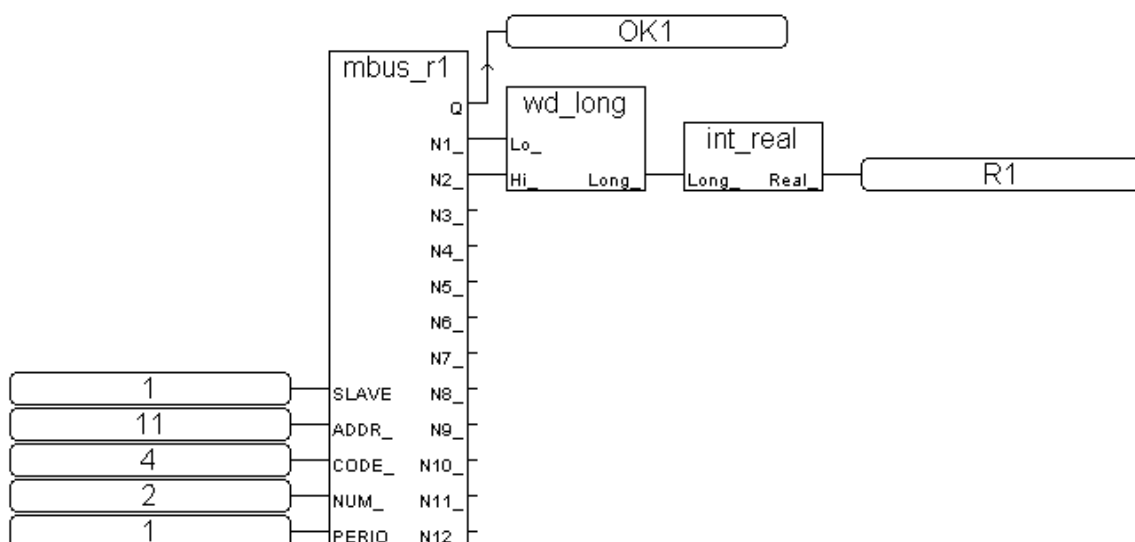 OK1
mbus_r1
Q
wd_long
N1_
Lo_
int_real
N2_
Hi_ Long_
Long_ Real_
R1
N3_
N4_
N5_
N6_
N7_
1 SLAVE N8_
11 ADDR_ N9_
4 CODE_ N10_
2 NUM_ N11_
1 PERIO N12